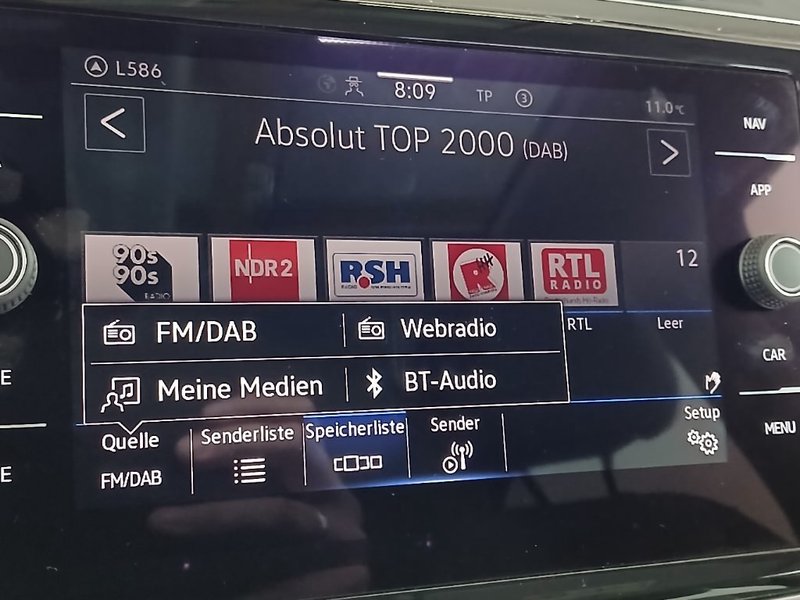 L586
8:09
TP
3
11.0°C
NAV
<
Absolut TOP 2000 (DAB)
>
APP
90s
90s
RADIO
NDR 2
R.SH
RTL
RADIO
12
RTL
Leer
FM/DAB
Webradio
Meine Medien
BT-Audio
CAR
E
Quelle
FM/DAB
Senderliste
Speicherliste
Sender
Setup
MENU
E